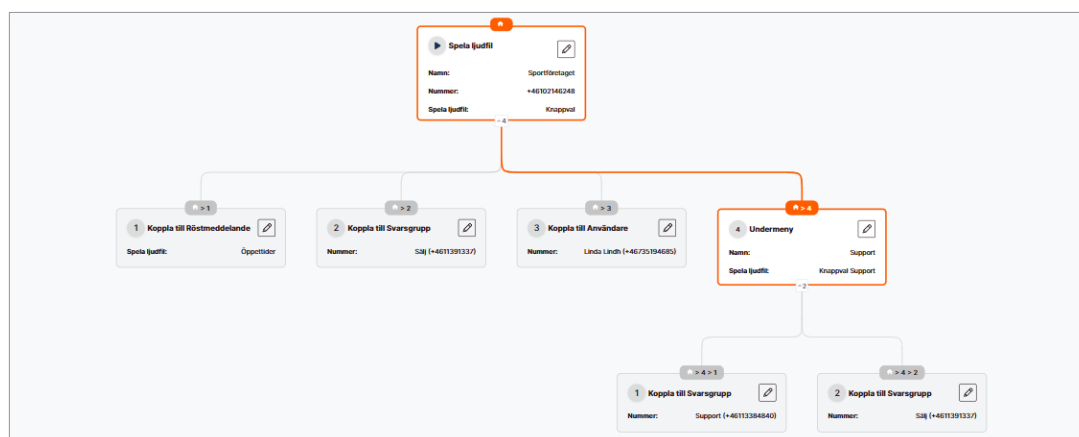 Spela ljudfil
Namn: Sportföretaget
Nummer: +46102146248
Spela ljudfil: Knappval
- 4
> 1
> 2
> 3
> 4
1 Koppla till Röstmeddelande
Spela ljudfil: Öppettider
2 Koppla till Svarsgrupp
Nummer: Sälj (+4611391337)
3 Koppla till Användare
Nummer: Linda Lindh (+46735194685)
4 Undermeny
Namn: Support
Spela ljudfil: Knappval Support
- 2
> 4 > 1
> 4 > 2
1 Koppla till Svarsgrupp
Nummer: Support (+46113384840)
2 Koppla till Svarsgrupp
Nummer: Sälj (+4611391337)